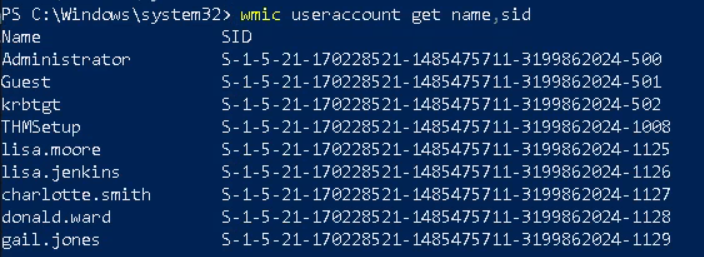 PS C:\Windows\system32> wmic useraccount get name,sid
Name SID
Administrator S-1-5-21-170228521-1485475711-3199862024-500
Guest S-1-5-21-170228521-1485475711-3199862024-501
krbtgt S-1-5-21-170228521-1485475711-3199862024-502
THMSetup S-1-5-21-170228521-1485475711-3199862024-1008
lisa.moore S-1-5-21-170228521-1485475711-3199862024-1125
lisa.jenkins S-1-5-21-170228521-1485475711-3199862024-1126
charlotte.smith S-1-5-21-170228521-1485475711-3199862024-1127
donald.ward S-1-5-21-170228521-1485475711-3199862024-1128
gail.jones S-1-5-21-170228521-1485475711-3199862024-1129